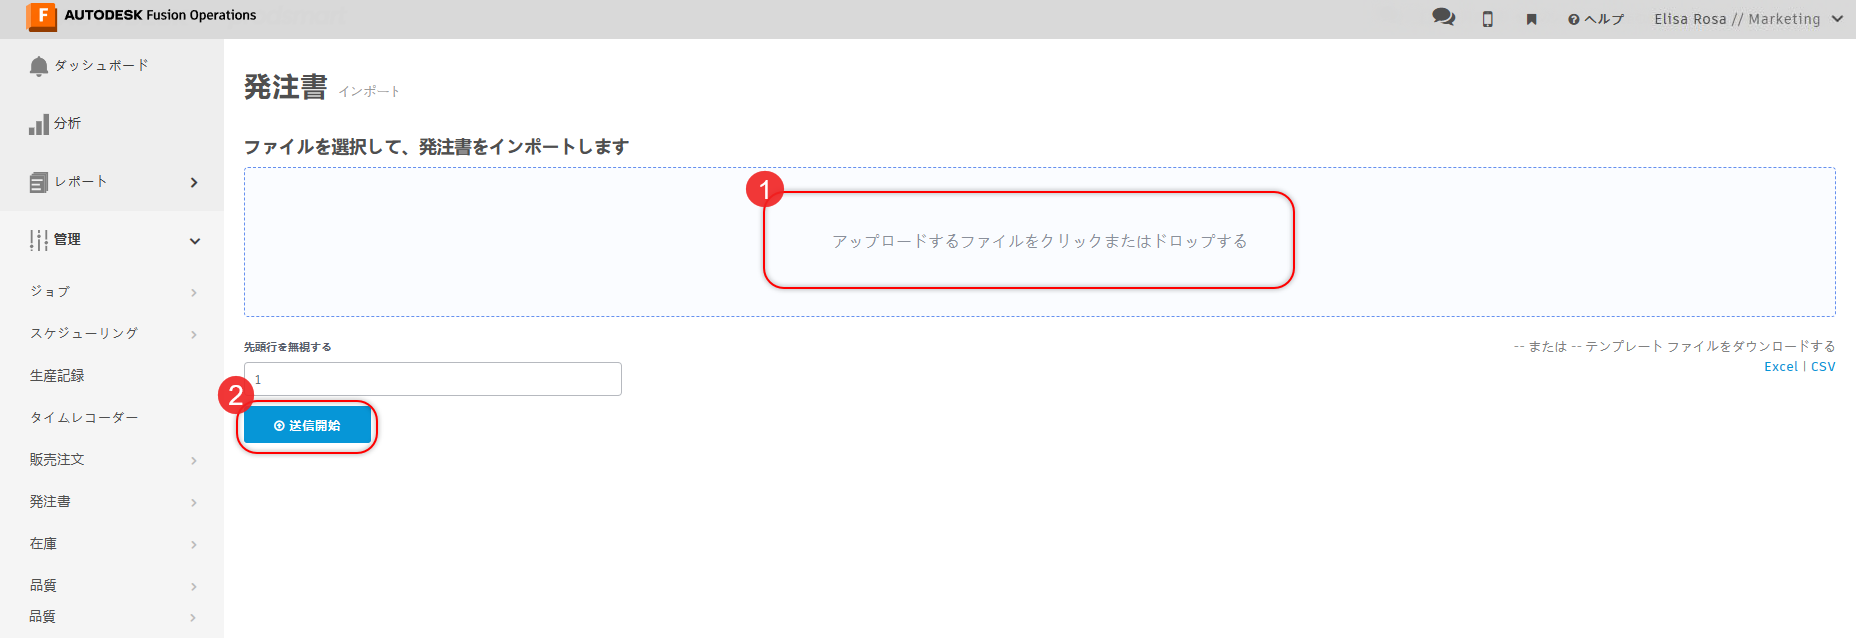 AUTODESK Fusion Operations
ヘルプ
Elisa Rosa // Marketing
ダッシュボード
分析
レポート
管理
ジョブ
スケジューリング
生産記録
タイムレコーダー
販売注文
発注書
在庫
品質
品質
発注書 インポート
ファイルを選択して、発注書をインポートします
1
アップロードするファイルをクリックまたはドロップする
先頭行を無視する
1
2
送信開始
-- または -- テンプレート ファイルをダウンロードする
Excel | CSV